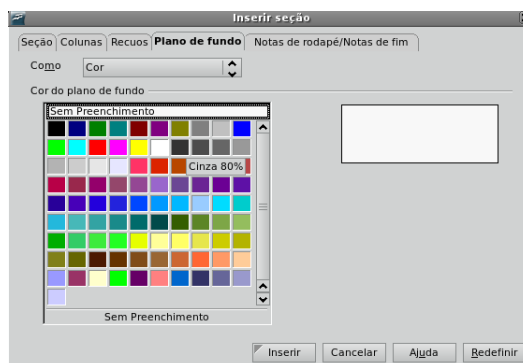 Inserir seção
Seção Colunas Recuos Plano de fundo Notas de rodapé/Notas de fim
Como Cor
Cor do plano de fundo
Sem Preenchimento
Cinza 80%
Sem Preenchimento
Inserir Cancelar Ajuda Redefinir